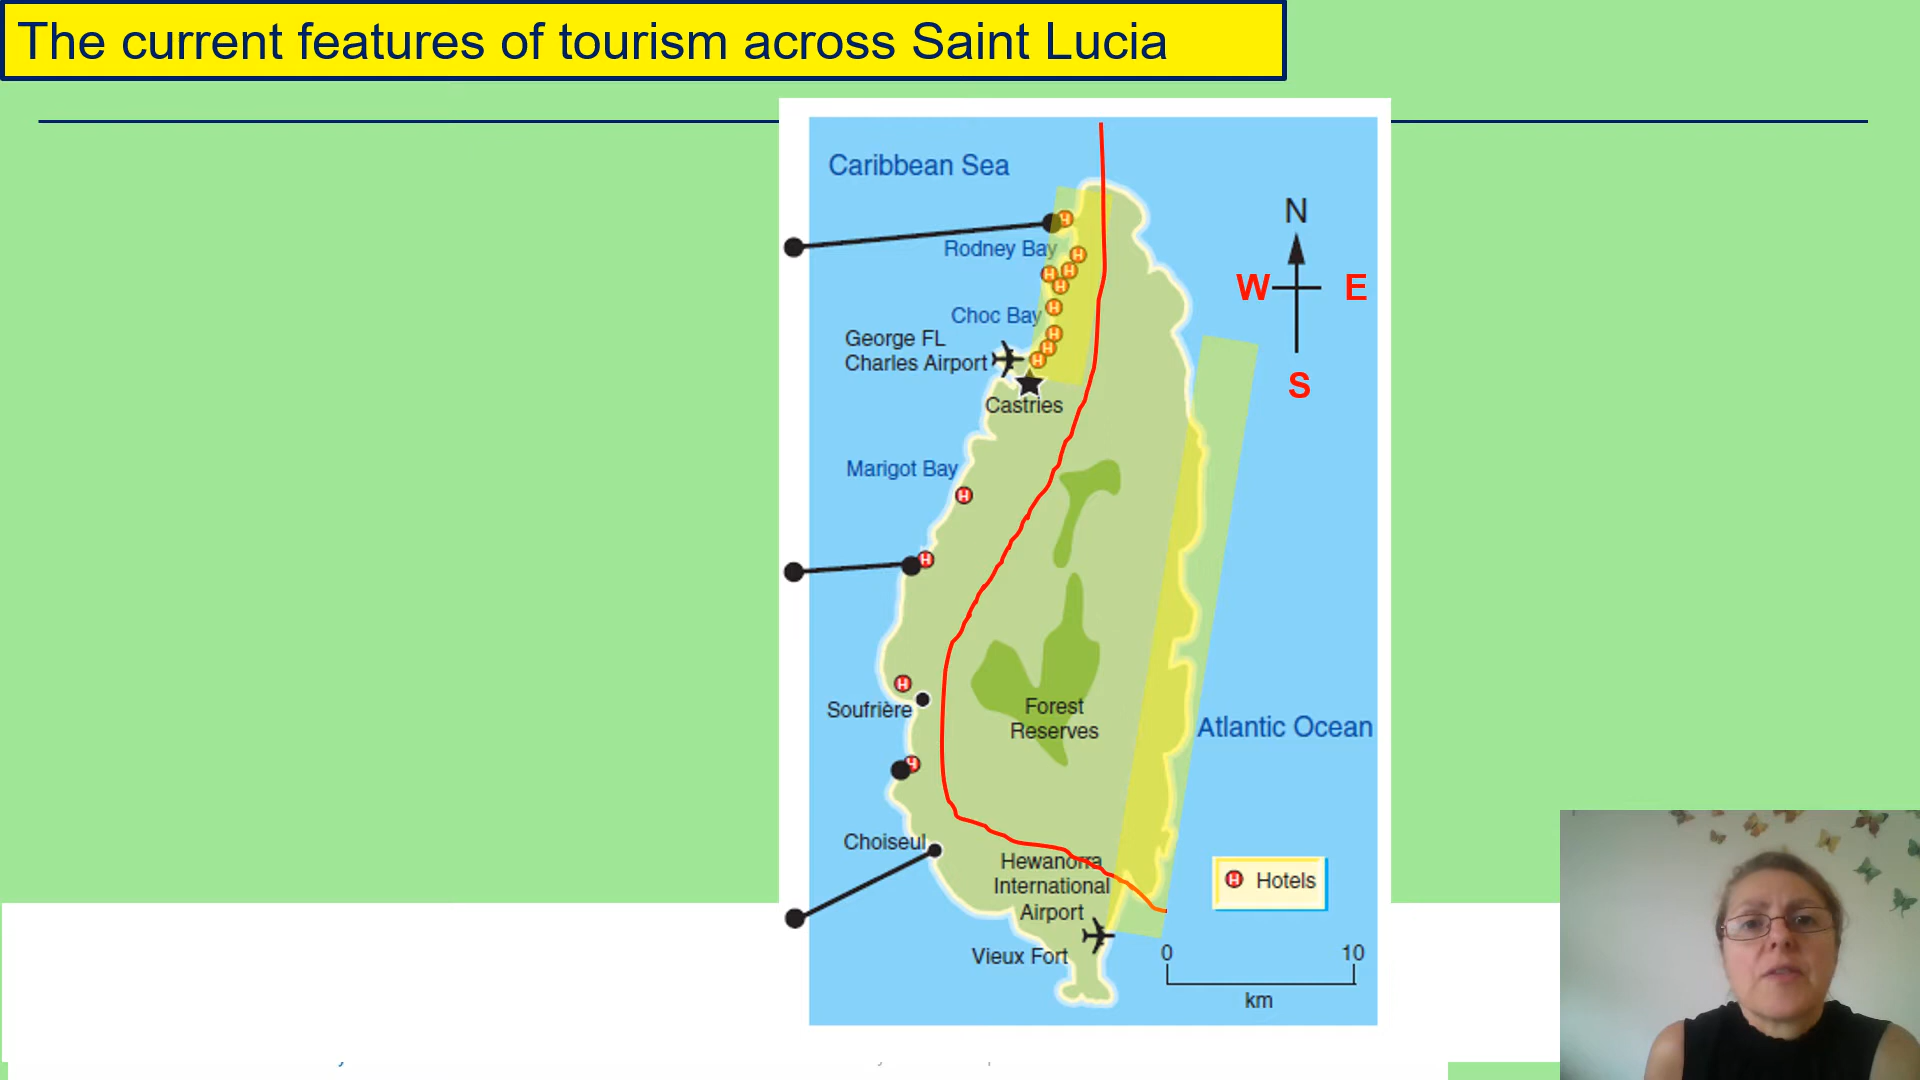 The current features of tourism across Saint Lucia
Caribbean Sea
N
W
E
S
Rodney Bay
Choc Bay
George FL
Charles Airport
Castries
Marigot Bay
Soufrière
Forest
Reserves
Atlantic Ocean
Choiseul
Hewanorra
International
Airport
Vieux Fort
H Hotels
0 10
km